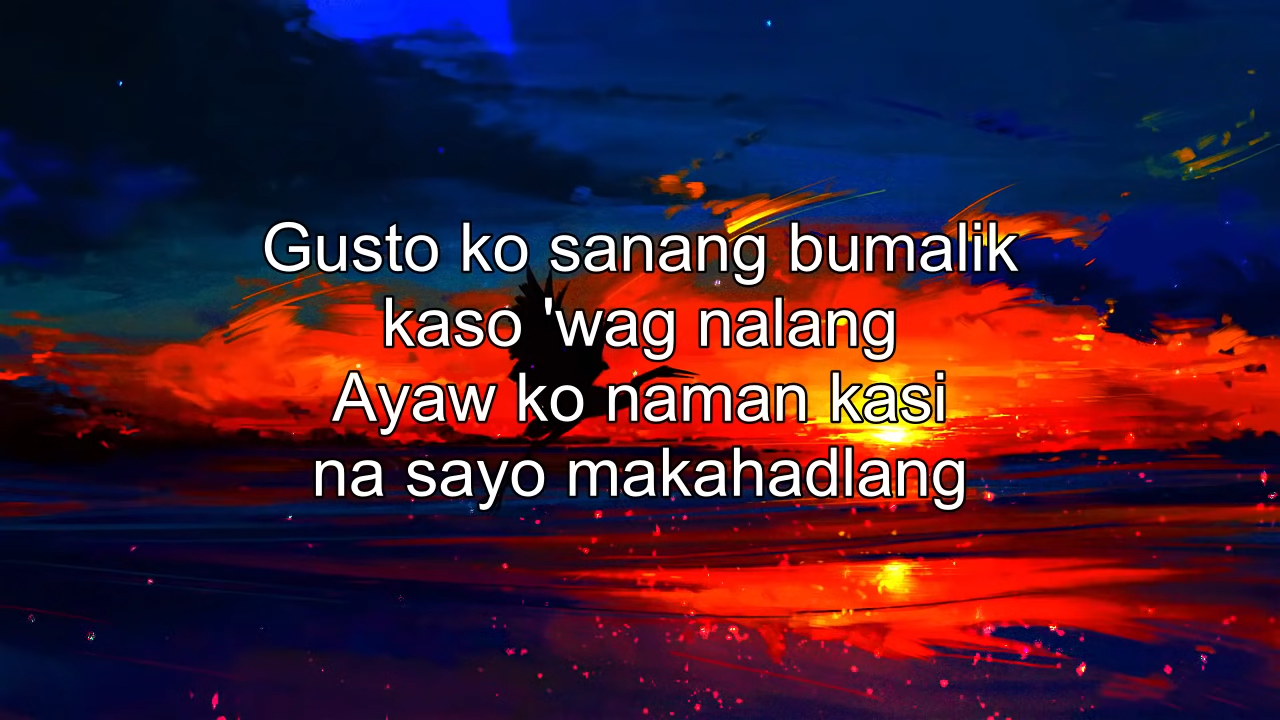 Gusto ko sanang bumalik
kaso 'wag nalang
Ayaw ko naman kasi
na sayo makahadlang